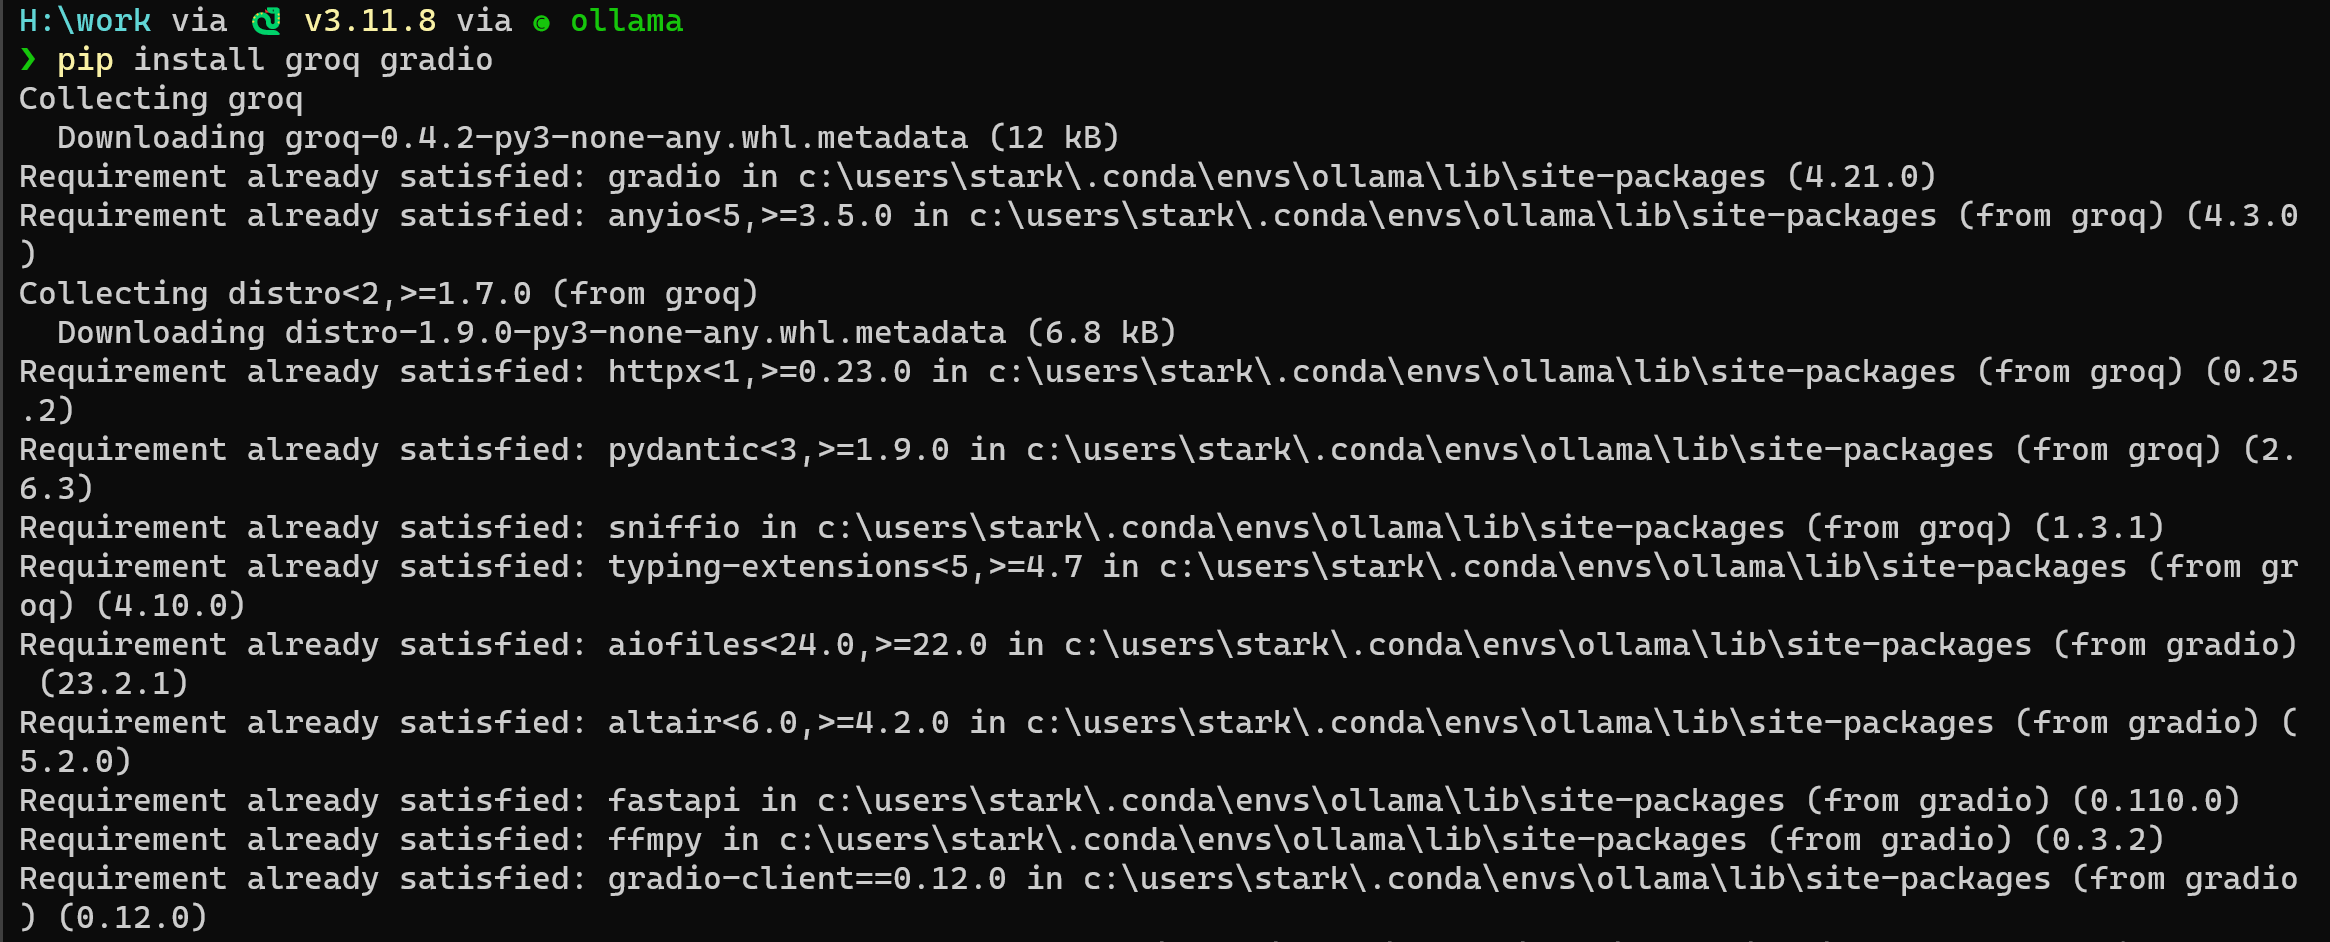 H:\work via 🐍 v3.11.8 via © ollama
❯ pip install groq gradio
Collecting groq
  Downloading groq-0.4.2-py3-none-any.whl.metadata (12 kB)
Requirement already satisfied: gradio in c:\users\stark\.conda\envs\ollama\lib\site-packages (4.21.0)
Requirement already satisfied: anyio<5,>=3.5.0 in c:\users\stark\.conda\envs\ollama\lib\site-packages (from groq) (4.3.0
)
Collecting distro<2,>=1.7.0 (from groq)
  Downloading distro-1.9.0-py3-none-any.whl.metadata (6.8 kB)
Requirement already satisfied: httpx<1,>=0.23.0 in c:\users\stark\.conda\envs\ollama\lib\site-packages (from groq) (0.25
.2)
Requirement already satisfied: pydantic<3,>=1.9.0 in c:\users\stark\.conda\envs\ollama\lib\site-packages (from groq) (2.
6.3)
Requirement already satisfied: sniffio in c:\users\stark\.conda\envs\ollama\lib\site-packages (from groq) (1.3.1)
Requirement already satisfied: typing-extensions<5,>=4.7 in c:\users\stark\.conda\envs\ollama\lib\site-packages (from gr
oq) (4.10.0)
Requirement already satisfied: aiofiles<24.0,>=22.0 in c:\users\stark\.conda\envs\ollama\lib\site-packages (from gradio)
 (23.2.1)
Requirement already satisfied: altair<6.0,>=4.2.0 in c:\users\stark\.conda\envs\ollama\lib\site-packages (from gradio) (
5.2.0)
Requirement already satisfied: fastapi in c:\users\stark\.conda\envs\ollama\lib\site-packages (from gradio) (0.110.0)
Requirement already satisfied: ffmpy in c:\users\stark\.conda\envs\ollama\lib\site-packages (from gradio) (0.3.2)
Requirement already satisfied: gradio-client==0.12.0 in c:\users\stark\.conda\envs\ollama\lib\site-packages (from gradio
) (0.12.0)